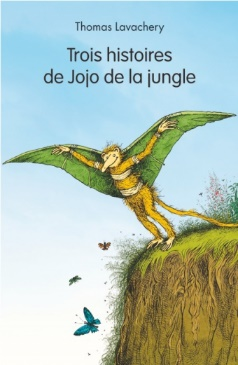 Thomas Lavachery
Trois histoires
de Jojo de la jungle